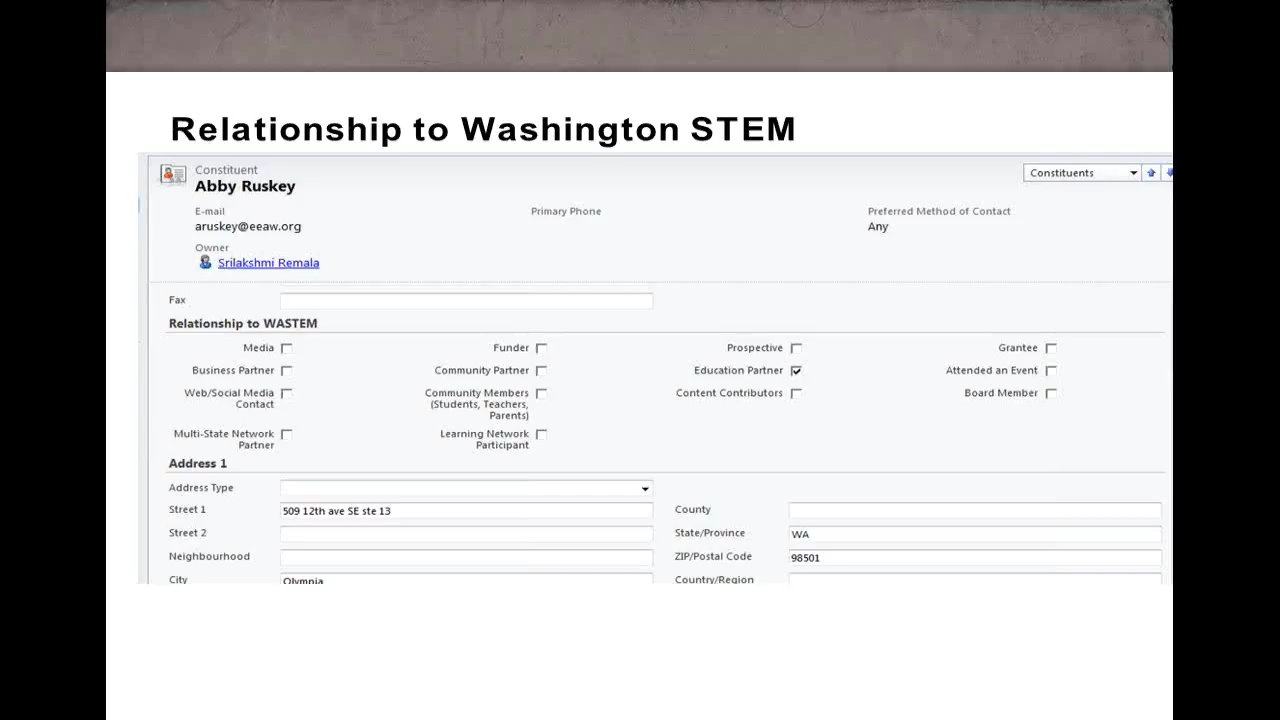 Relationship to Washington STEM
Constituent
Abby Ruskey
Constituents
E-mail
Primary Phone
Preferred Method of Contact
aruskey@eeaw.org
Any
Owner
Srilakshmi Remala
Fax
Relationship to WASTEM
Media
Funder
Prospective
Grantee
Business Partner
Community Partner
Education Partner
Attended an Event
Web/Social Media
Contact
Community Members
(Students, Teachers,
Parents)
Content Contributors
Board Member
Multi-State Network
Partner
Learning Network
Participant
Address 1
Address Type
Street 1 509 12th ave SE ste 13
County
Street 2
State/Province WA
Neighbourhood
ZIP/Postal Code 98501
City Olympia
Country/Region